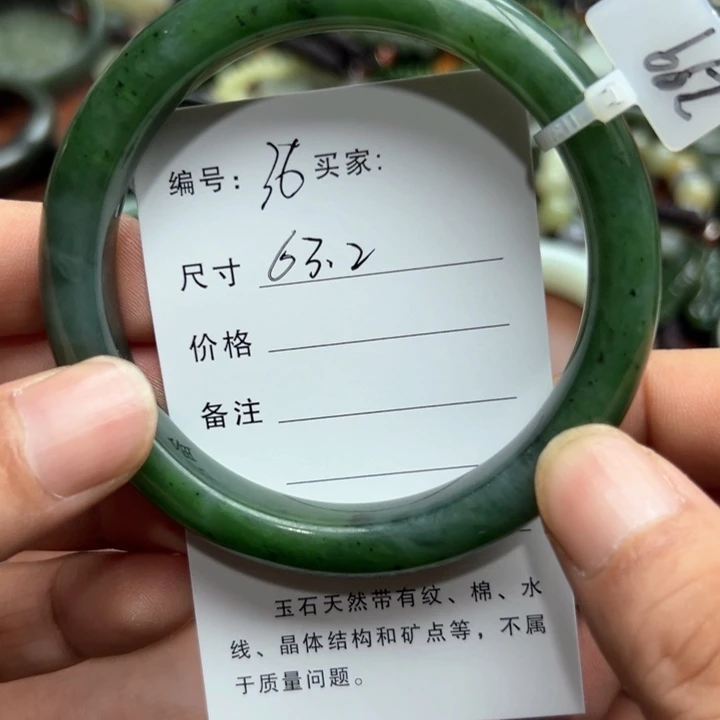 编号: 36 买家:
尺寸 63.2
价格
备注
玉石天然带有纹、棉、水
线、晶体结构和矿点等，不属
于质量问题。